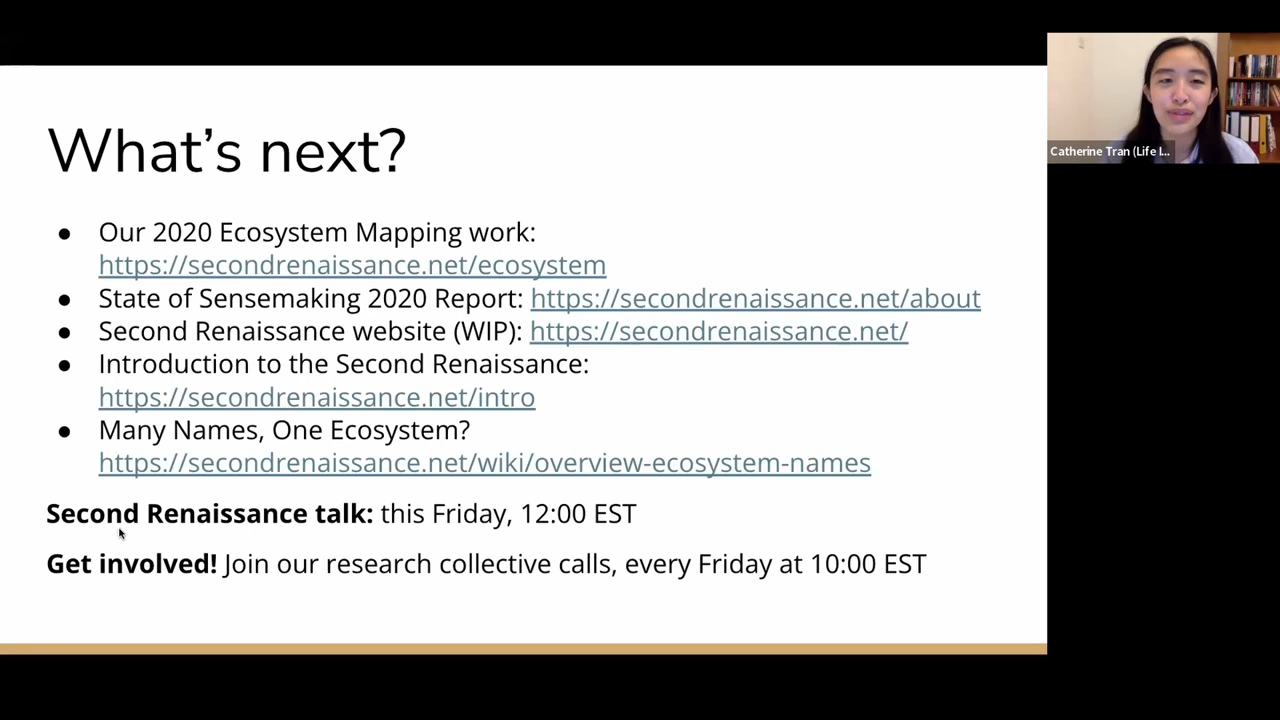 What's next?
● Our 2020 Ecosystem Mapping work:
https://secondrenaissance.net/ecosystem
● State of Sensemaking 2020 Report: https://secondrenaissance.net/about
● Second Renaissance website (WIP): https://secondrenaissance.net/
● Introduction to the Second Renaissance:
https://secondrenaissance.net/intro
● Many Names, One Ecosystem?
https://secondrenaissance.net/wiki/overview-ecosystem-names
Second Renaissance talk: this Friday, 12:00 EST
Get involved! Join our research collective calls, every Friday at 10:00 EST
Catherine Tran (Life I...